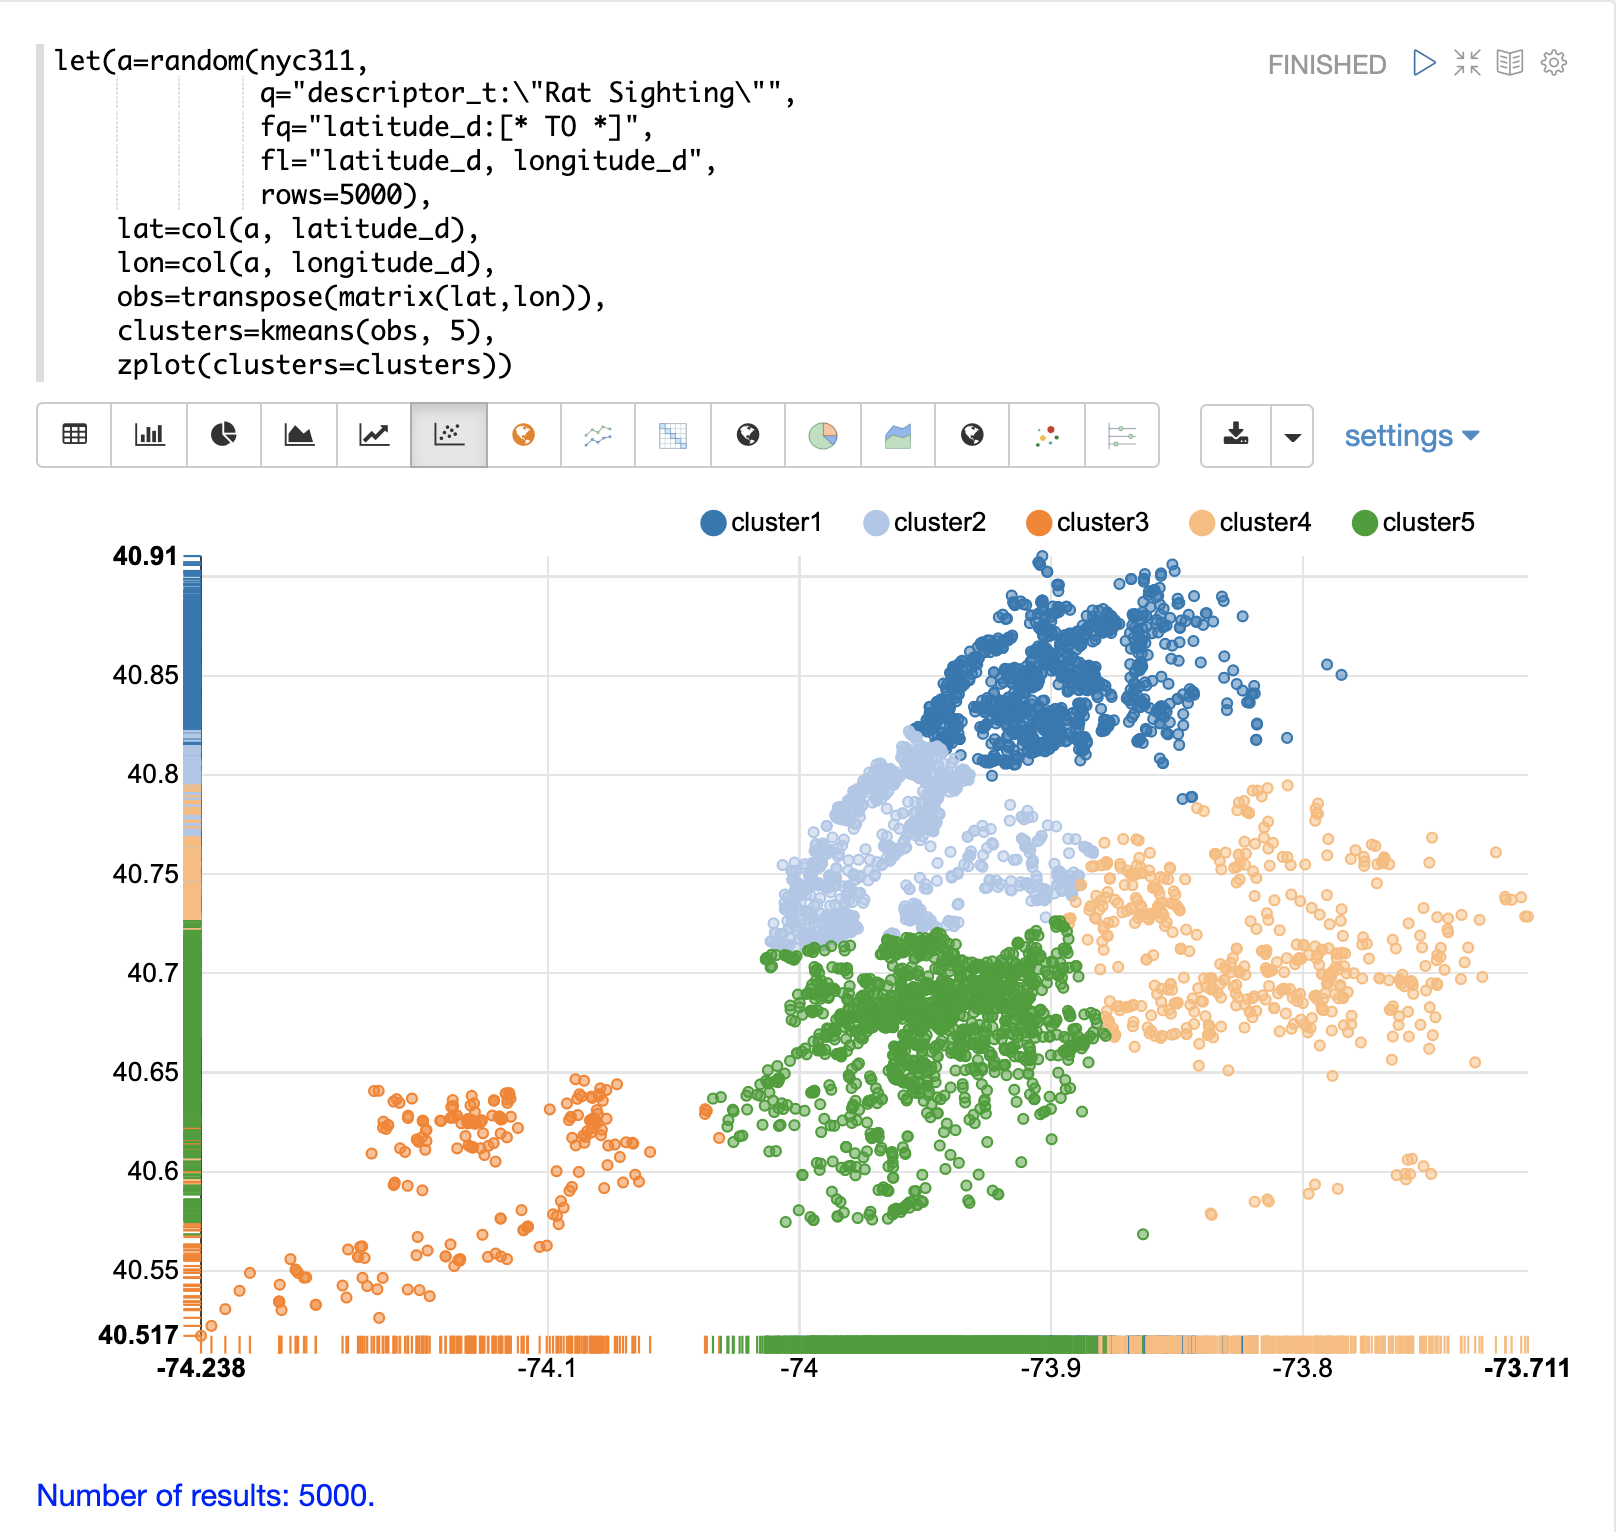 let(a=random(nyc311,
FINISHED
q="descriptor_t:\"Rat Sighting\"",
fq="latitude_d:[* TO *]",
fl="latitude_d, longitude_d",
rows=5000),
lat=col(a, latitude_d),
lon=col(a, longitude_d),
obs=transpose(matrix(lat,lon)),
clusters=kmeans(obs, 5),
zplot(clusters=clusters))
settings
cluster1 cluster2 cluster3 cluster4 cluster5
40.91
40.85
40.8
40.75
40.7
40.65
40.6
40.55
40.517
-74.238 -74.1 -74 -73.9 -73.8 -73.711
Number of results: 5000.